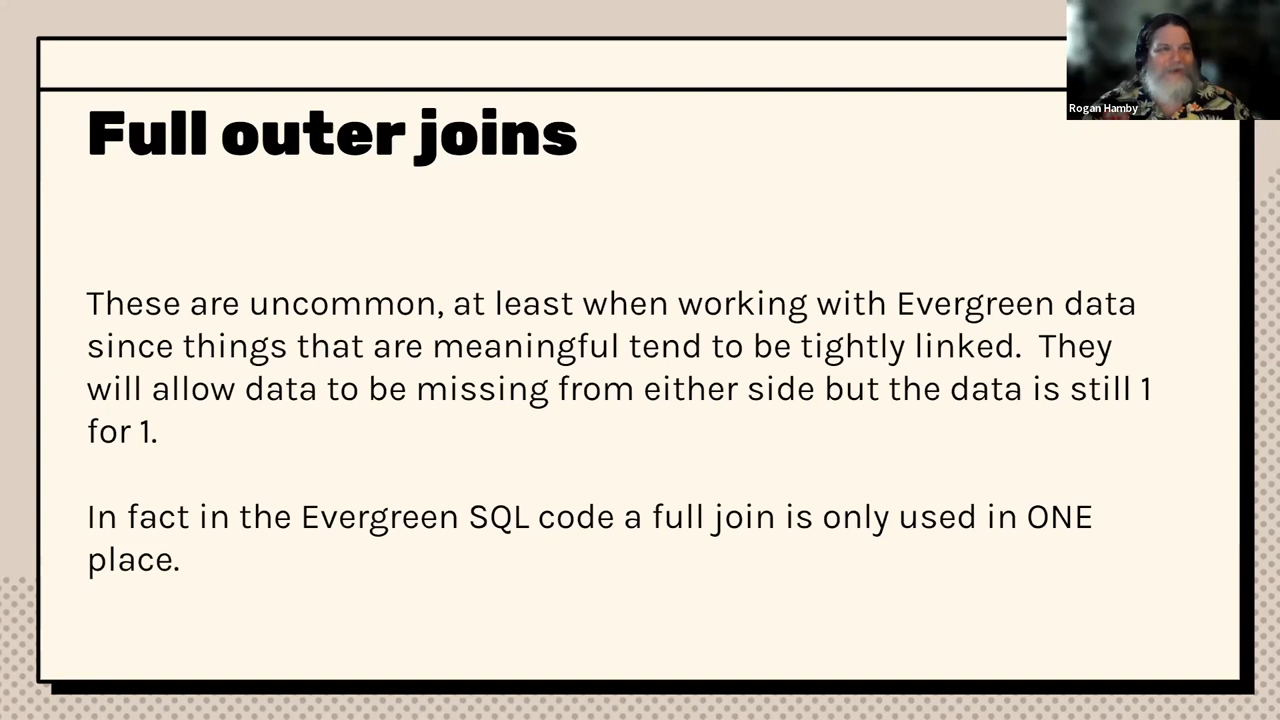 Rogan Hamby
Full outer joins
These are uncommon, at least when working with Evergreen data
since things that are meaningful tend to be tightly linked.  They
will allow data to be missing from either side but the data is still 1
for 1.
In fact in the Evergreen SQL code a full join is only used in ONE
place.